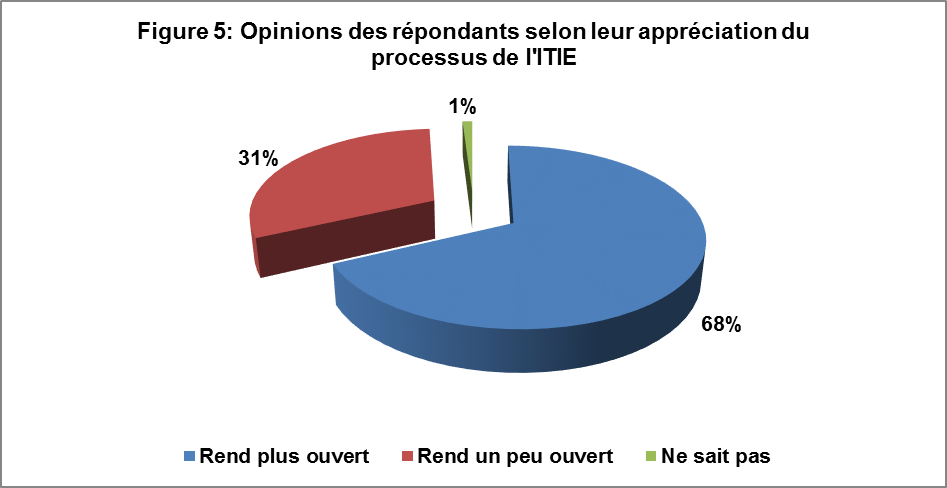 Figure 5: Opinions des répondants selon leur appréciation du
processus de l'ITIE
1%
31%
68%
Rend plus ouvert Rend un peu ouvert Ne sait pas